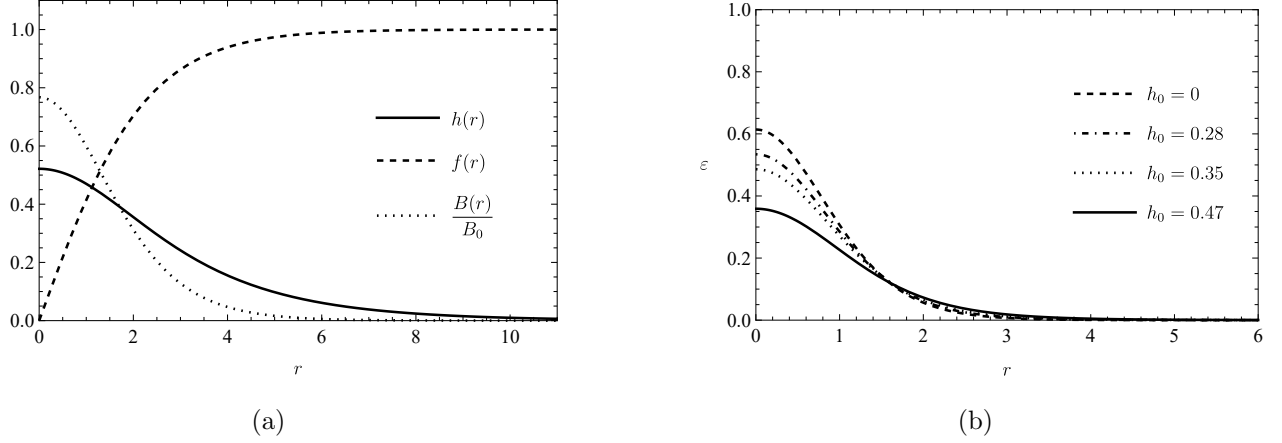 1.0
0.8
0.6
0.4
0.2
0.0
0 2 4 6 8 10
r
h(r)
f(r)
B(r)
B₀
(a)
1.0
0.8
0.6
0.4
0.2
0.0
ε
0 1 2 3 4 5 6
r
h₀ = 0
h₀ = 0.28
h₀ = 0.35
h₀ = 0.47
(b)